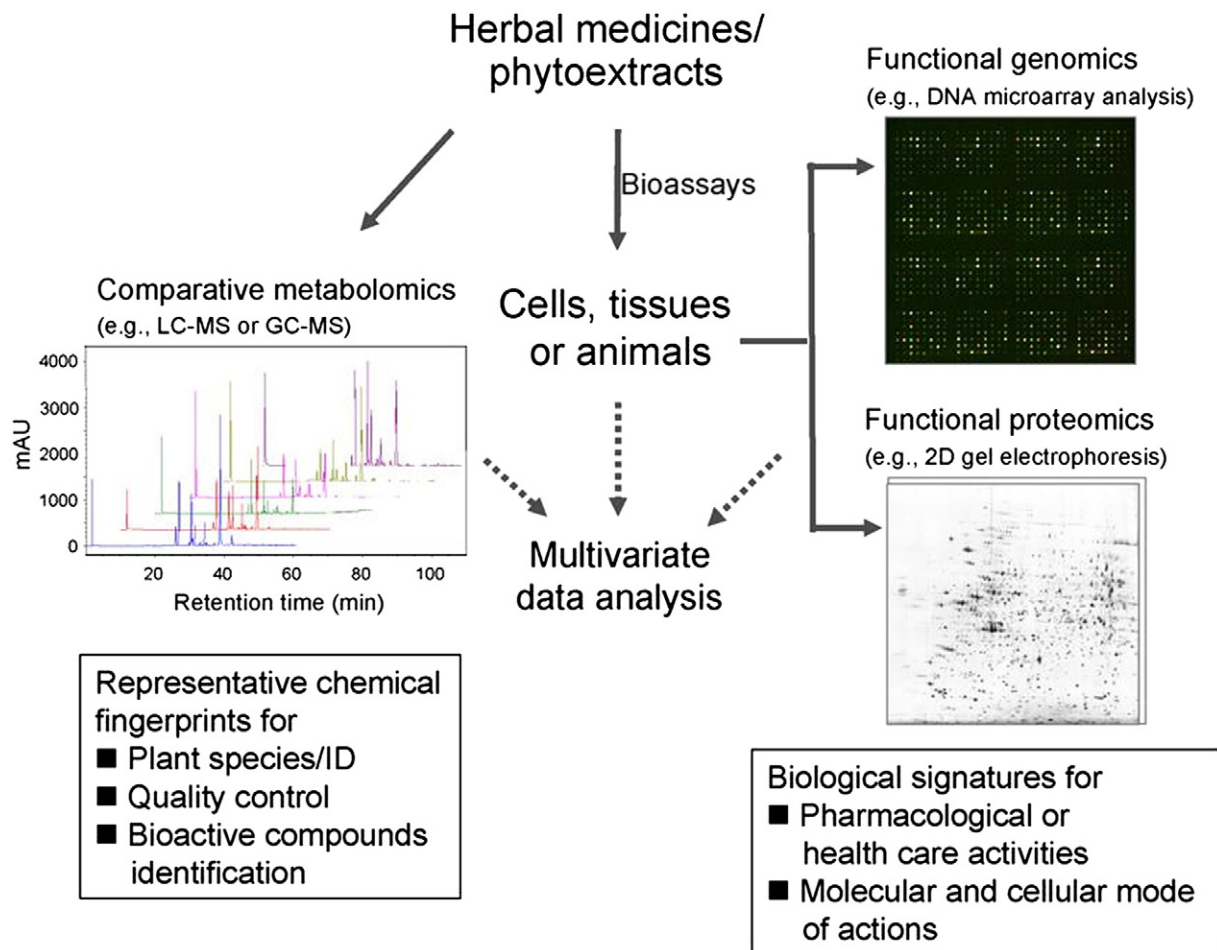 Herbal medicines/
phytoextracts
Functional genomics
(e.g., DNA microarray analysis)
Bioassays
Comparative metabolomics
(e.g., LC-MS or GC-MS)
Cells, tissues
or animals
4000
3000
2000
1000
0
mAU
20
40
60
80
100
Retention time (min)
Functional proteomics
(e.g., 2D gel electrophoresis)
Multivariate
data analysis
Representative chemical
fingerprints for
■ Plant species/ID
■ Quality control
■ Bioactive compounds
identification
Biological signatures for
■ Pharmacological or
health care activities
■ Molecular and cellular mode
of actions